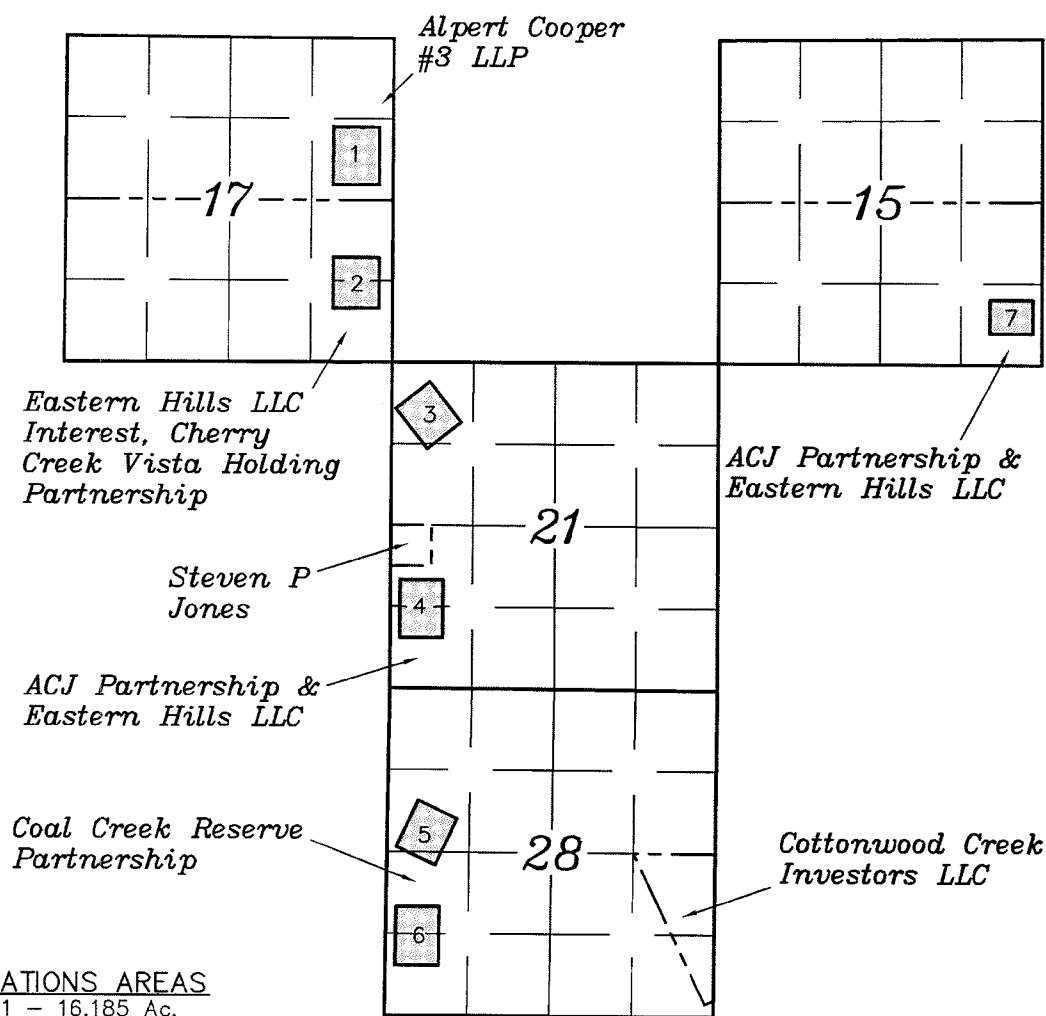 Alpert Cooper
#3 LLP
1
17
15
2
7
Eastern Hills LLC
Interest, Cherry
Creek Vista Holding
Partnership
3
ACJ Partnership &
Eastern Hills LLC
21
Steven P
Jones
4
ACJ Partnership &
Eastern Hills LLC
Coal Creek Reserve
Partnership
5
28
Cottonwood Creek
Investors LLC
6
ATIONS AREAS
1 – 16.185 Ac.